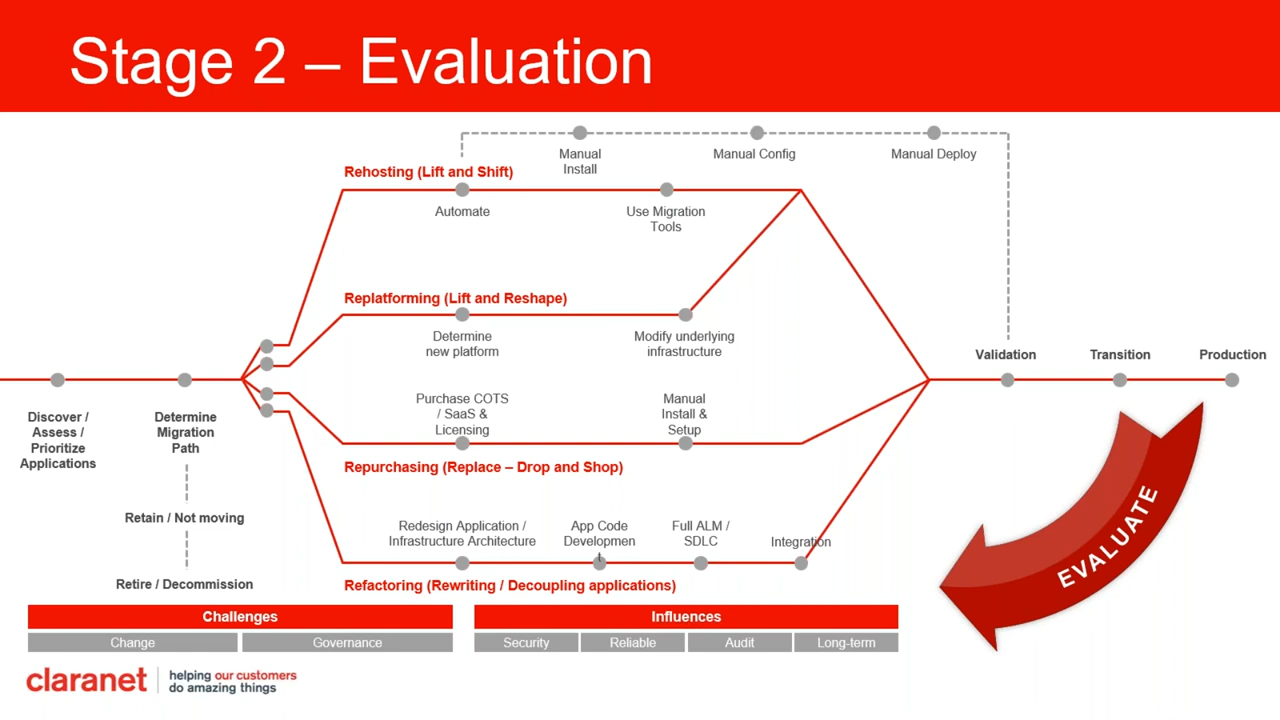 Stage 2 – Evaluation
Manual
Install
Manual Config
Manual Deploy
Rehosting (Lift and Shift)
Automate
Use Migration
Tools
Replatforming (Lift and Reshape)
Determine
new platform
Modify underlying
infrastructure
Validation
Transition
Production
Discover /
Assess /
Prioritize
Applications
Determine
Migration
Path
Purchase COTS
/ SaaS &
Licensing
Manual
Install &
Setup
Repurchasing (Replace – Drop and Shop)
Retain / Not moving
Retire / Decommission
Redesign Application /
Infrastructure Architecture
App Code
Developmen
t
Full ALM /
SDLC
Integration
Refactoring (Rewriting / Decoupling applications)
EVALUATE
Challenges
Change
Governance
Influences
Security
Reliable
Audit
Long-term
claranet
helping our customers
do amazing things